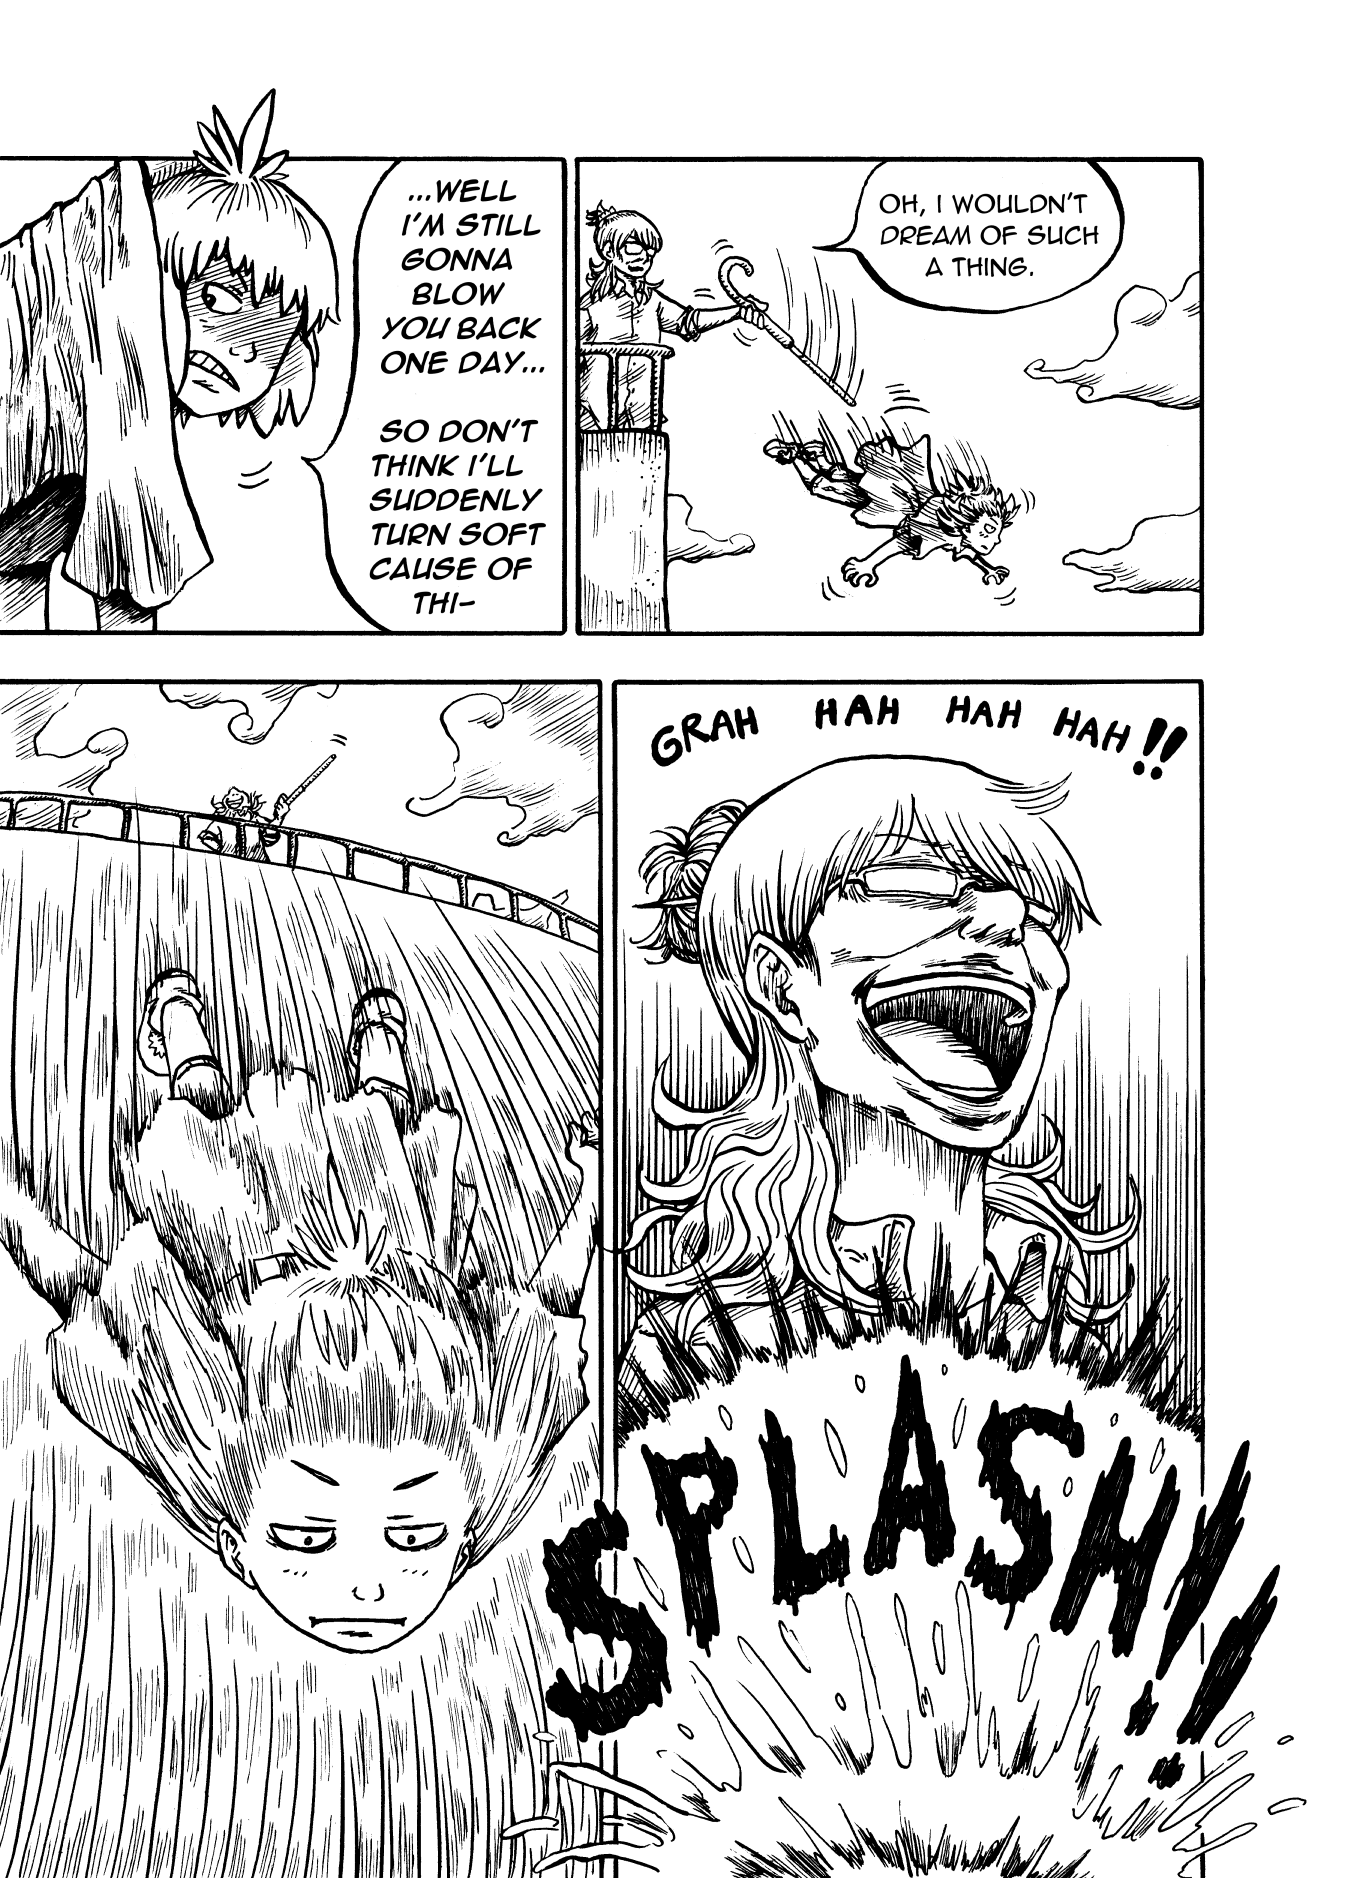 ...WELL
I'M STILL
GONNA
BLOW
YOU BACK
ONE DAY...
SO DON'T
THINK I'LL
SUDDENLY
TURN SOFT
CAUSE OF
THI-
OH, I WOULDN'T
DREAM OF SUCH
A THING.
GRAH HAH HAH HAH!!
SPLASH!!